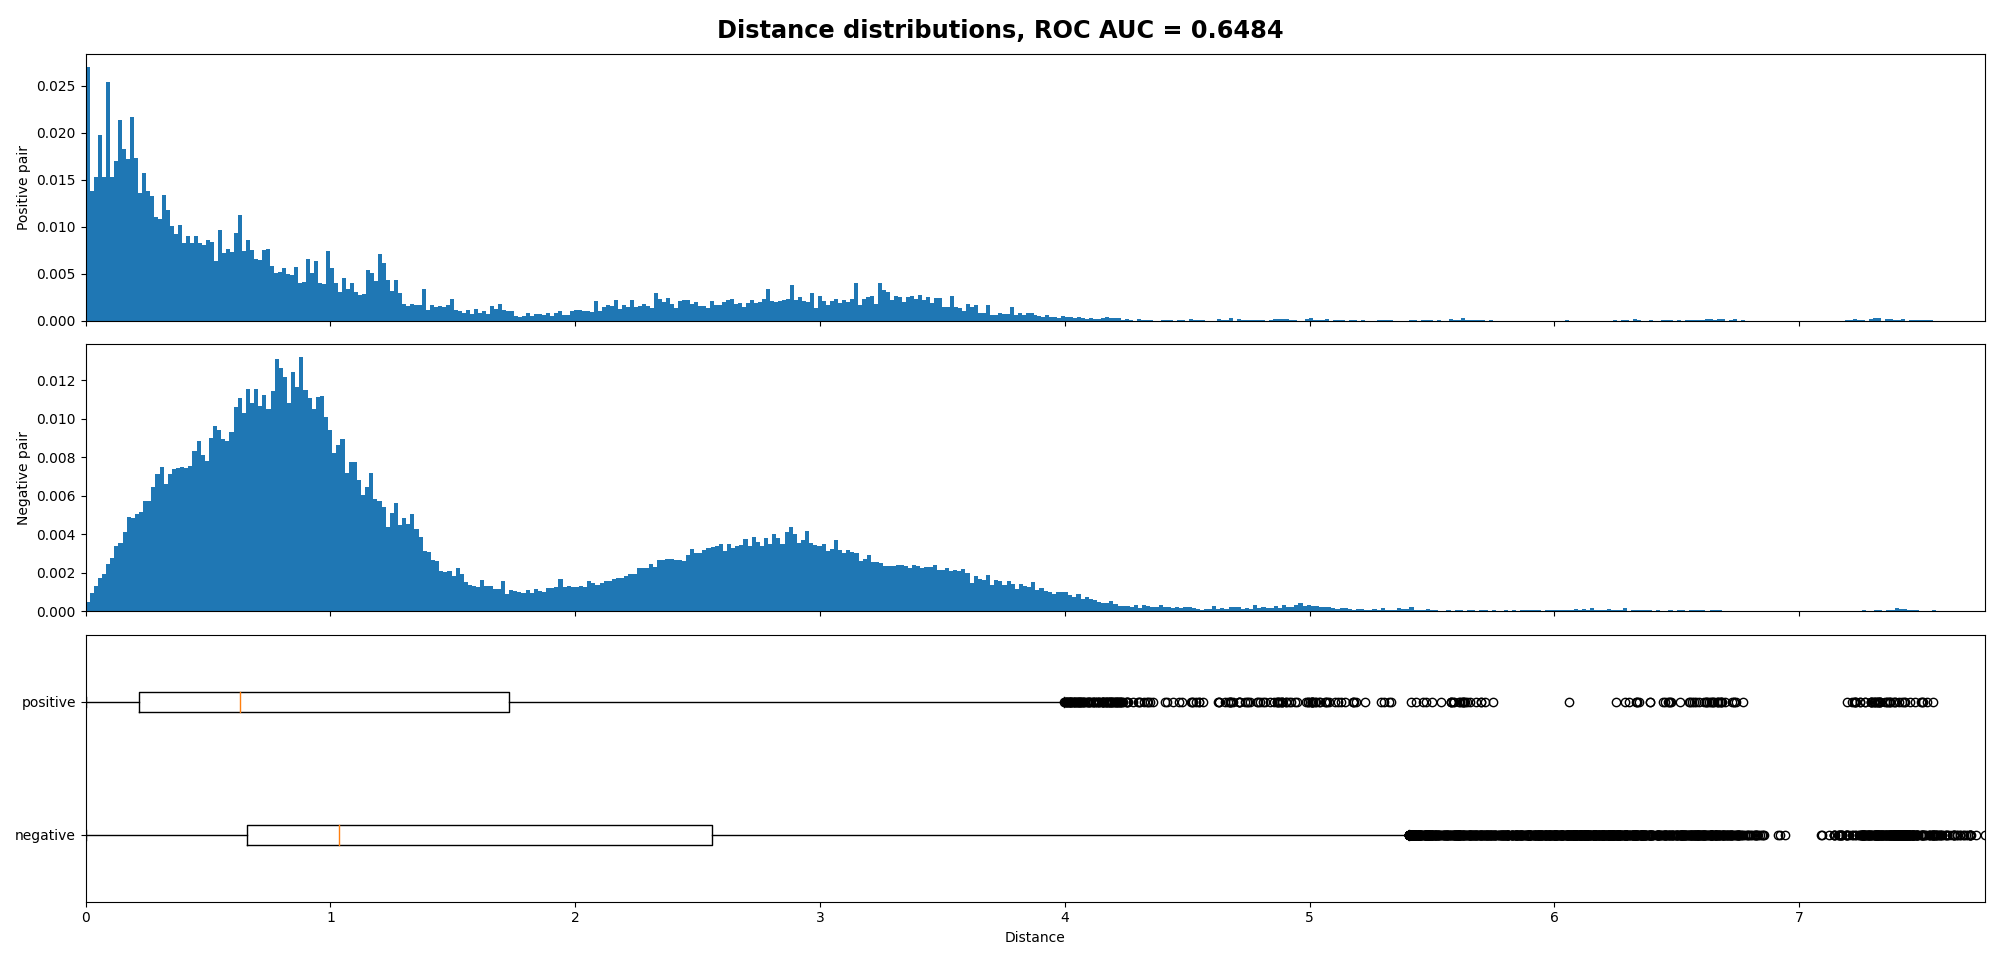 Distance distributions, ROC AUC = 0.6484
0.025
0.020
0.015
0.010
0.005
0.000
Positive pair
0.012
0.010
0.008
0.006
0.004
0.002
0.000
Negative pair
positive
negative
0 1 2 3 4 5 6 7
Distance